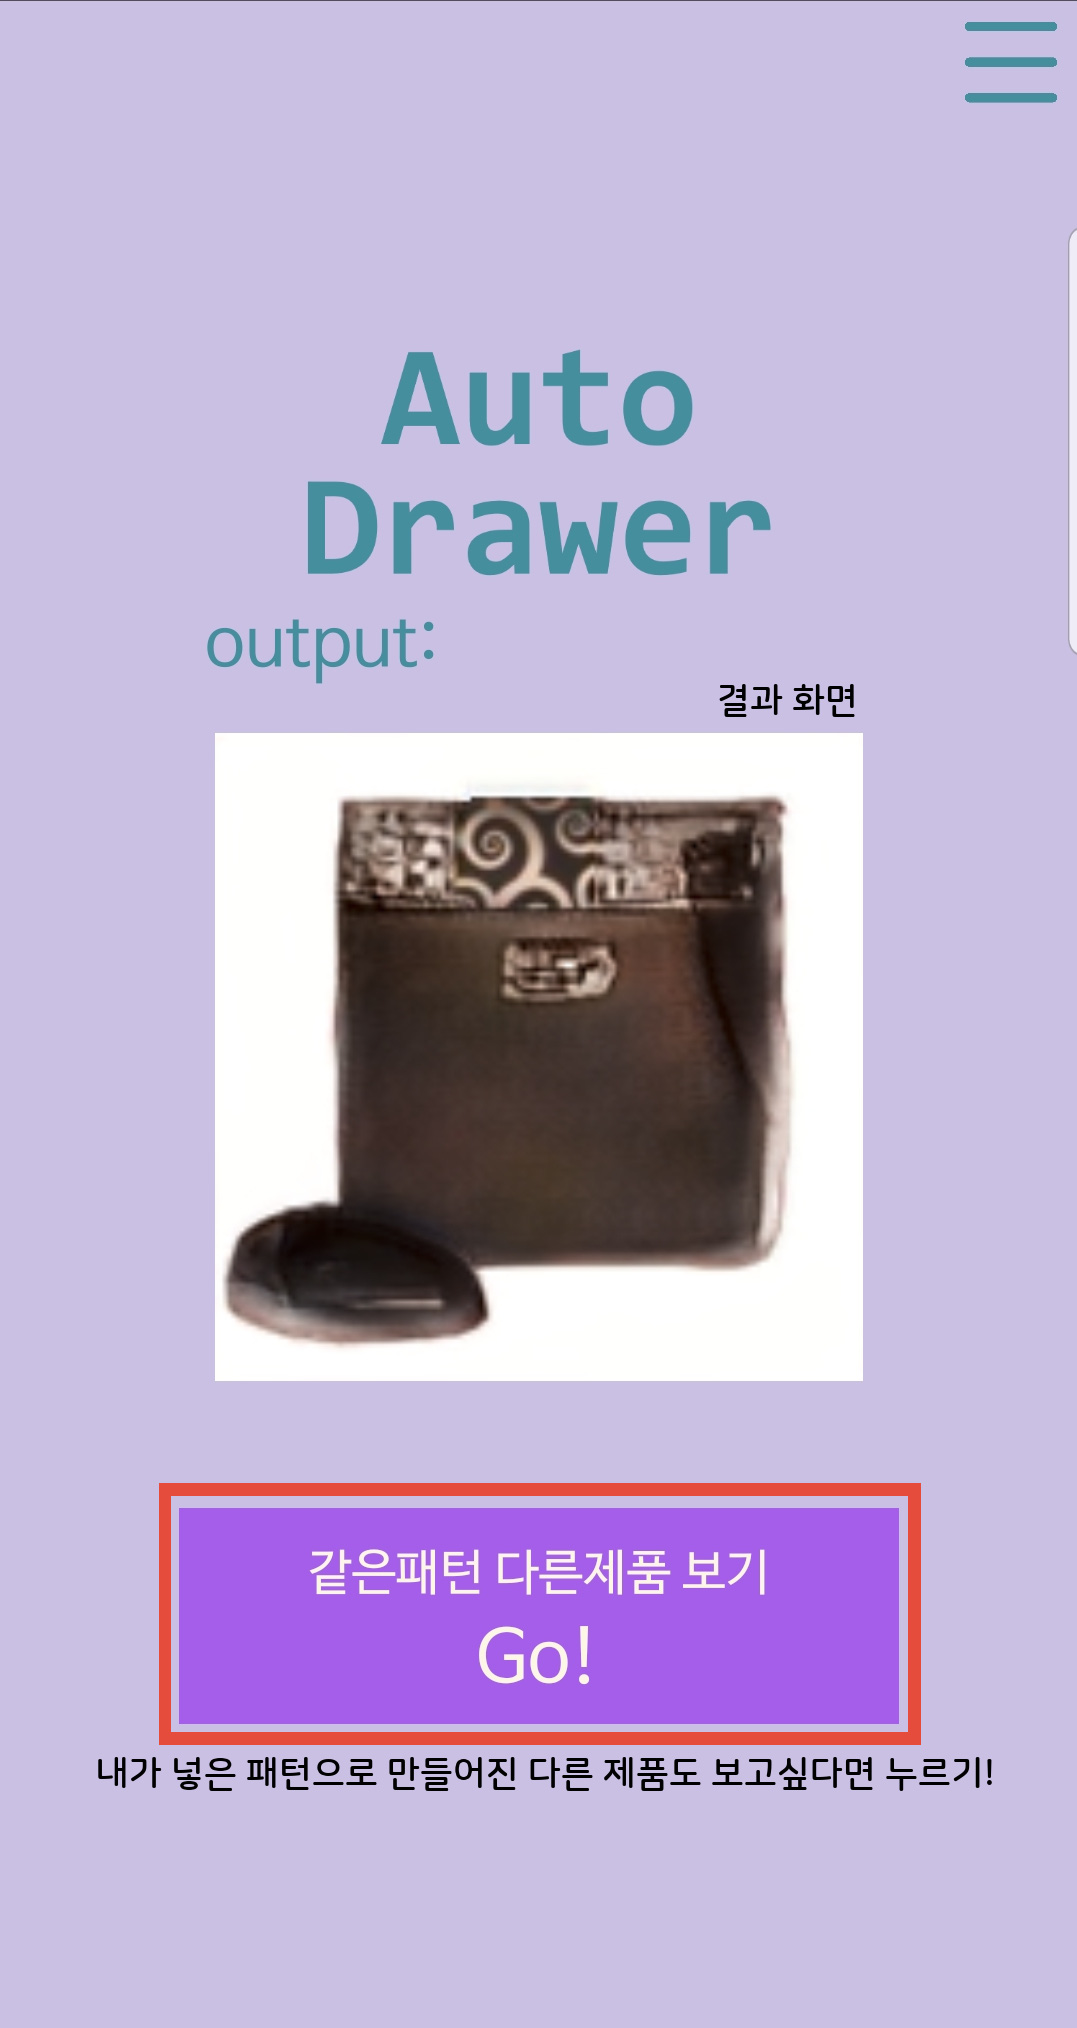 Auto
Drawer
output:
결과 화면
같은패턴 다른제품 보기
Go!
내가 넣은 패턴으로 만들어진 다른 제품도 보고싶다면 누르기!